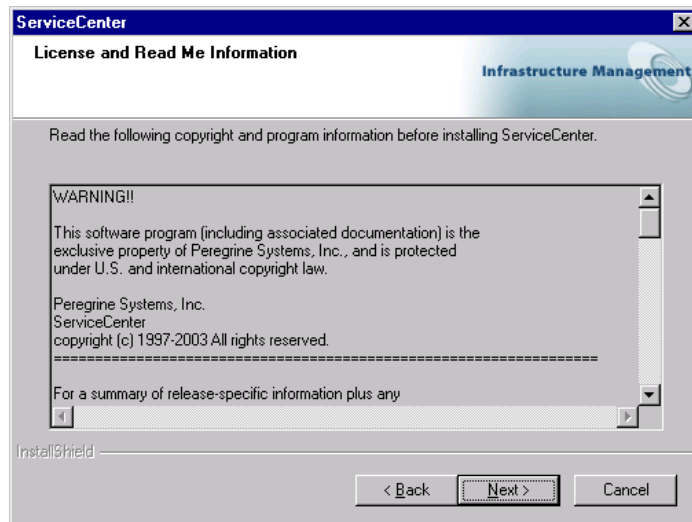 ServiceCenter
License and Read Me Information
Infrastructure Management
Read the following copyright and program information before installing ServiceCenter.
WARNING!!
This software program (including associated documentation) is the
exclusive property of Peregrine Systems, Inc., and is protected
under U.S. and international copyright law.
Peregrine Systems, Inc.
ServiceCenter
copyright (c) 1997-2003 All rights reserved.
==================================================================
For a summary of release-specific information plus any
InstallShield
< Back
Next >
Cancel